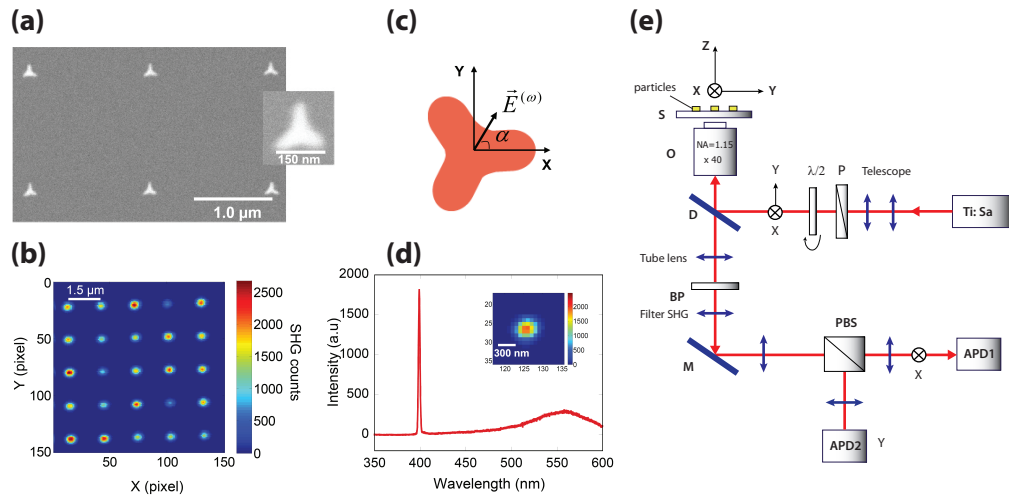 (a)
150 nm
1.0 µm
(b)
0
50
100
150
Y (pixel)
1.5 µm
50
100
150
X (pixel)
2500
2000
1500
1000
500
0
SHG counts
(c)
Y
E⃗(ω)
α
X
(d)
2000
1500
1000
500
0
Intensity (a.u)
350
400
450
500
550
600
Wavelength (nm)
20
25
30
35
300 nm
120
125
130
135
2000
1500
1000
500
0
(e)
Z
X
Y
particles
S
O
NA=1.15
x 40
D
Y
X
λ/2
P
Telescope
Ti: Sa
Tube lens
BP
Filter SHG
M
PBS
X
APD1
APD2
Y